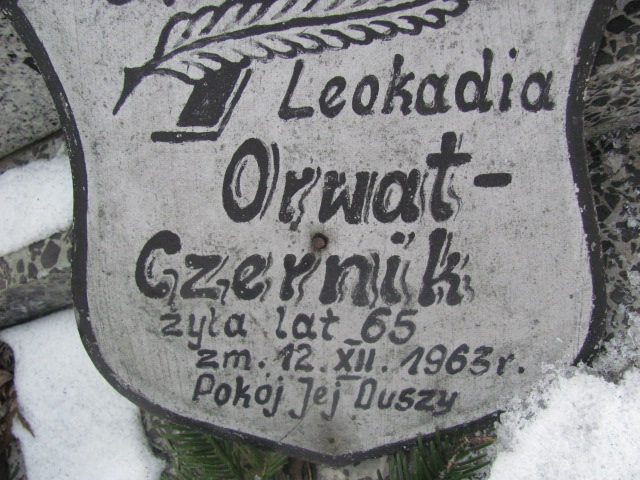 Leokadia
Orwat-
Czernik
żyła lat 65
zm. 12. XII. 1963 r.
Pokój Jej Duszy